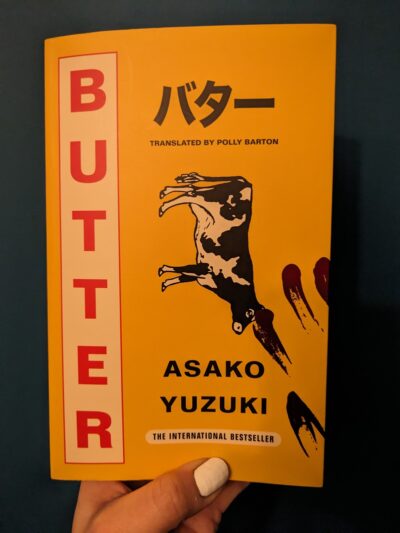 BUTTER
バター
TRANSLATED BY POLLY BARTON
ASAKO
YUZUKI
THE INTERNATIONAL BESTSELLER